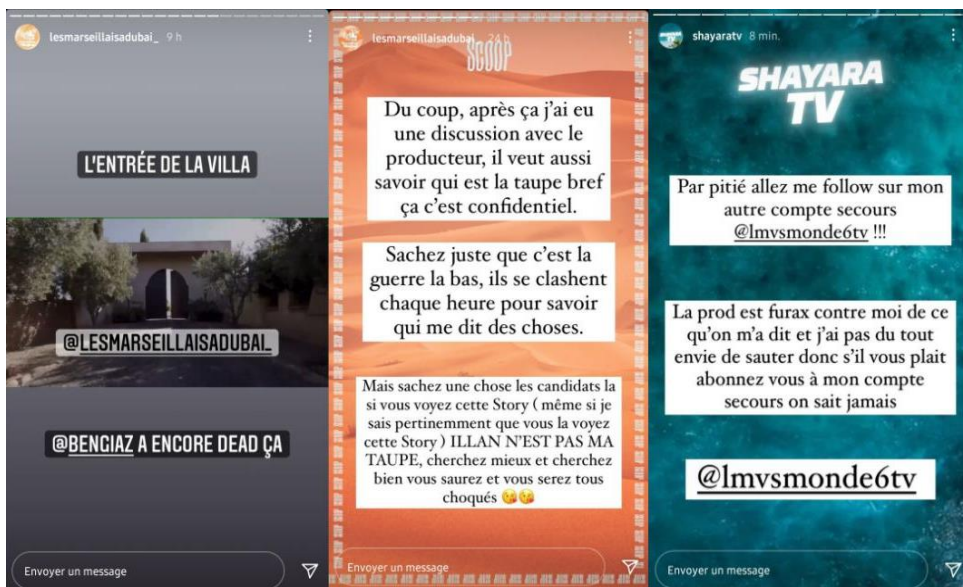 lesmarseillaisadubai_ 9 h
L'ENTRÉE DE LA VILLA
@LESMARSEILLAISADUBAI_
@BENGIAZ A ENCORE DEAD ÇA
Envoyer un message
lesmarseillaisadubai_ 24 h
SCOOP
Du coup, après ça j'ai eu
une discussion avec le
producteur, il veut aussi
savoir qui est la taupe bref
ça c'est confidentiel.
Sachez juste que c'est la
guerre la bas, ils se clashent
chaque heure pour savoir
qui me dit des choses.
Mais sachez une chose les candidats la
si vous voyez cette Story ( même si je
sais pertinemment que vous la voyez
cette Story ) ILLAN N'EST PAS MA
TAUPE, cherchez mieux et cherchez
bien vous saurez et vous serez tous
choqués 😘😘
Envoyer un message
shayaratv 8 min.
SHAYARA
TV
Par pitié allez me follow sur mon
autre compte secours
@lmvsmonde6tv !!!
La prod est furax contre moi de ce
qu'on m'a dit et j'ai pas du tout
envie de sauter donc s'il vous plait
abonnez vous à mon compte
secours on sait jamais
@lmvsmonde6tv
Envoyer un message